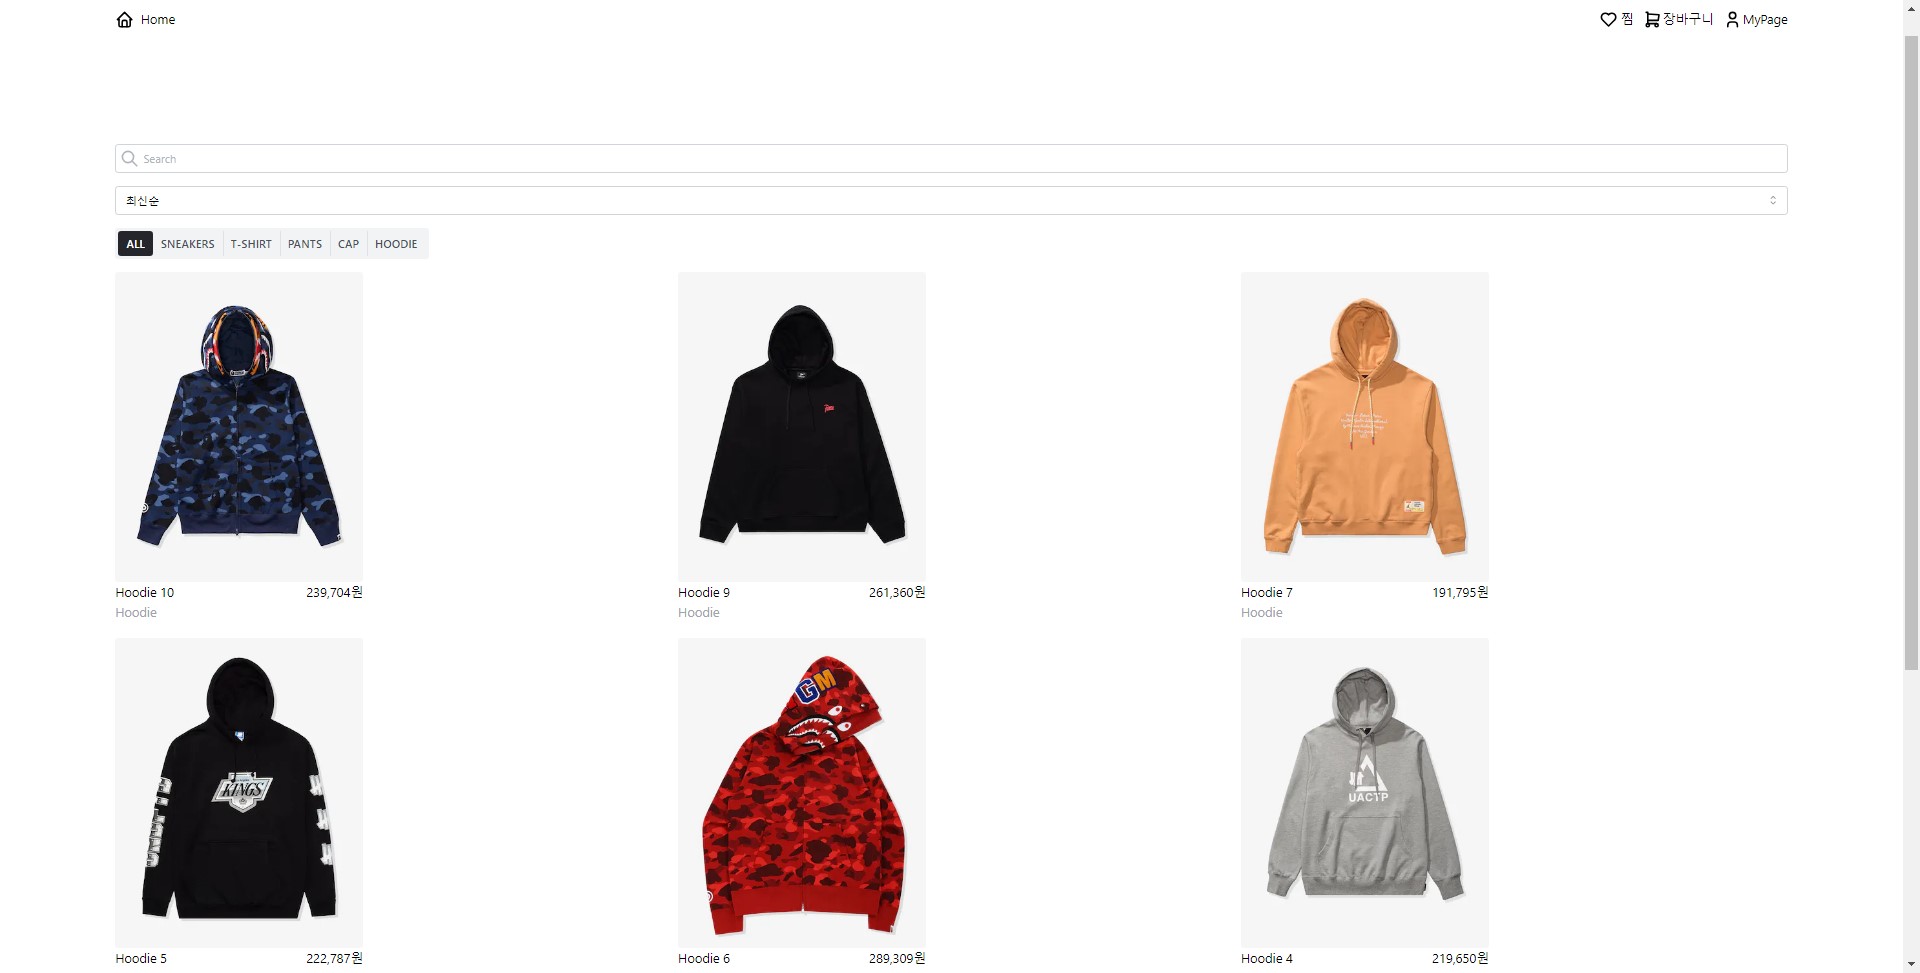 Home 찜 장바구니 MyPage
Search
최신순
ALL SNEAKERS T-SHIRT PANTS CAP HOODIE
Hoodie 10 239,704원
Hoodie
Hoodie 9 261,360원
Hoodie
Hoodie 7 191,795원
Hoodie
KINGS
GM
UACTP
Hoodie 5 222,787원
Hoodie 6 289,309원
Hoodie 4 219,650원